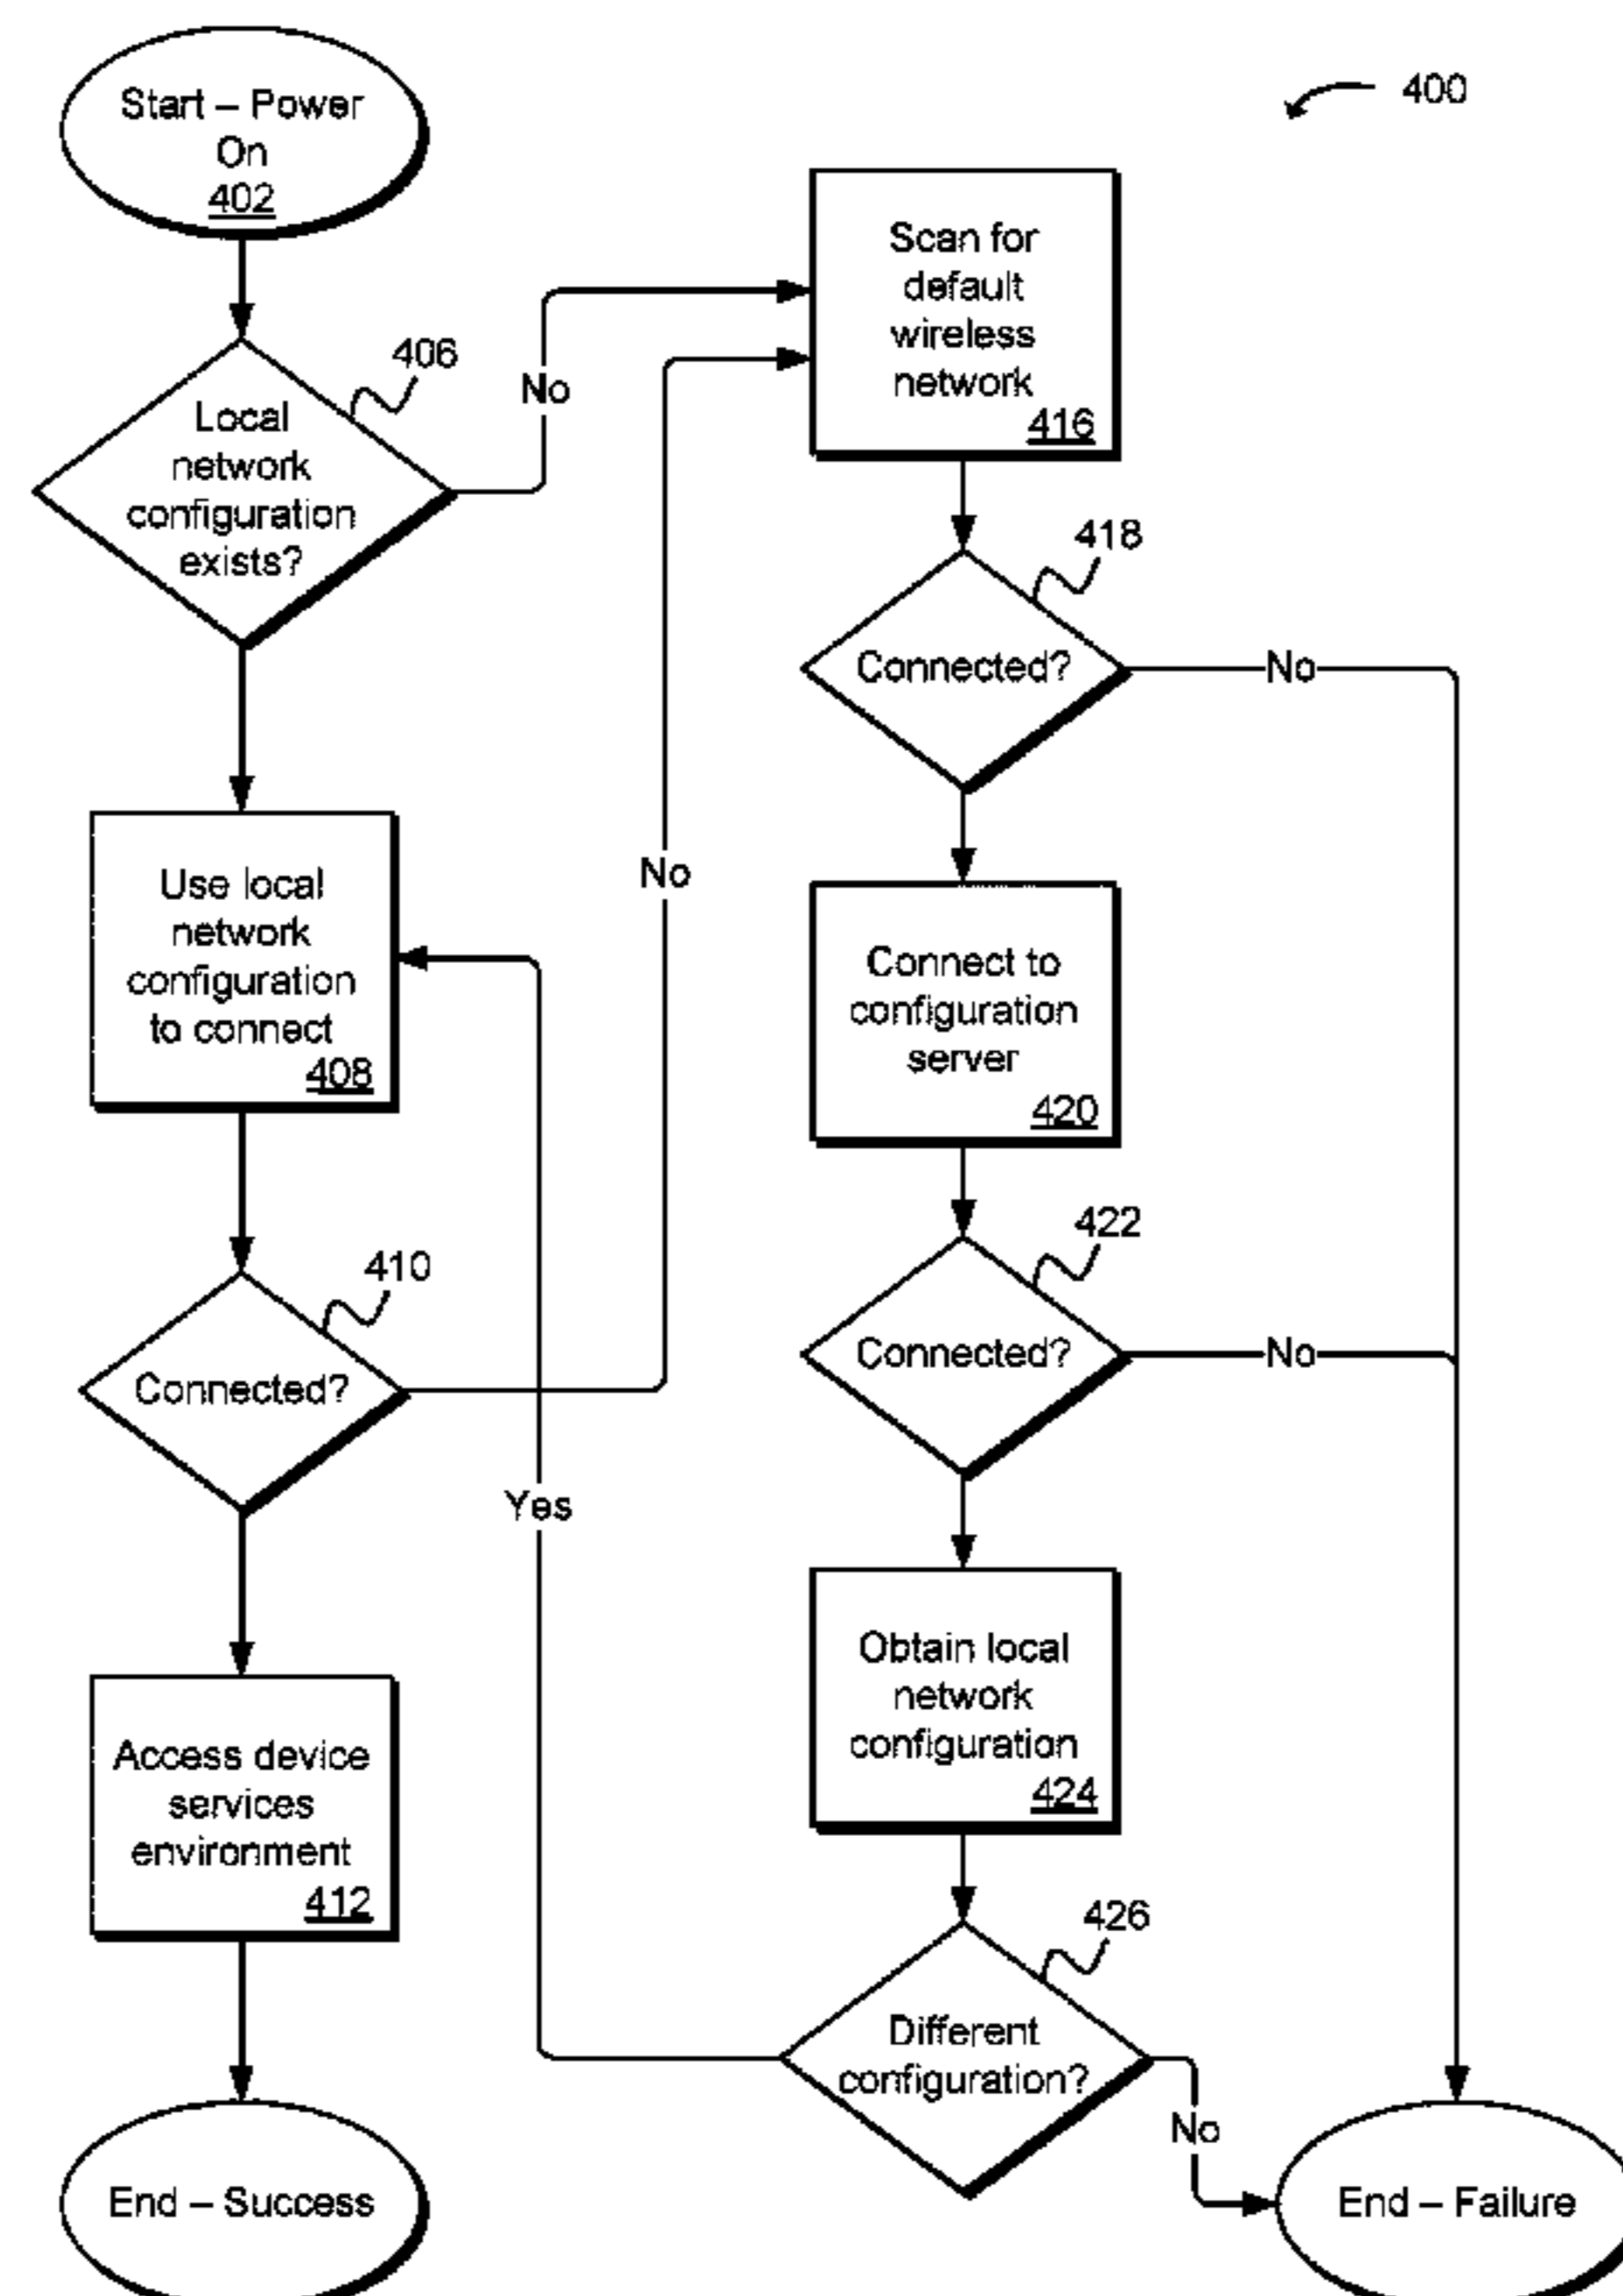 400
Start – Power
On
402
406
Local
network
configuration
exists?
No
Use local
network
configuration
to connect
408
No
410
Connected?
Yes
Access device
services
environment
412
End – Success
Scan for
default
wireless
network
416
418
Connected?
No
Connect to
configuration
server
420
422
Connected?
No
Obtain local
network
configuration
424
426
Different
configuration?
No
End – Failure